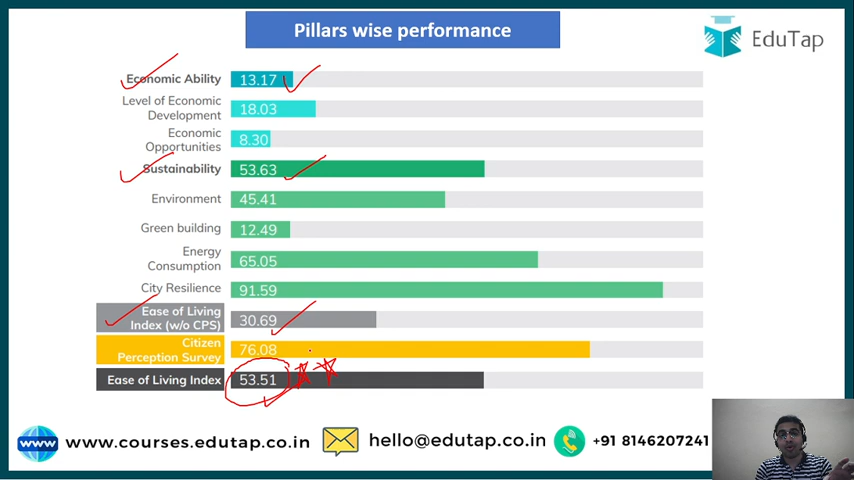 Pillars wise performance
EduTap
Economic Ability 13.17
Level of Economic
Development 18.03
Economic
Opportunities 8.30
Sustainability 53.63
Environment 45.41
Green building 12.49
Energy
Consumption 65.05
City Resilience 91.59
Ease of Living
Index (w/o CPS) 30.69
Citizen
Perception Survey 76.08
Ease of Living Index 53.51
www.courses.edutap.co.in hello@edutap.co.in +91 8146207241